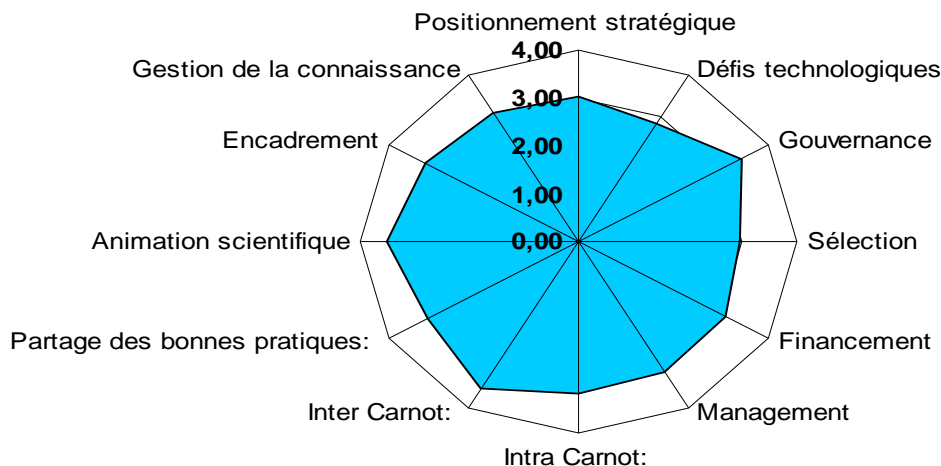 Positionnement stratégique
4,00
Gestion de la connaissance
Défis technologiques
3,00
Encadrement
Gouvernance
2,00
1,00
Animation scientifique
0,00
Sélection
Partage des bonnes pratiques:
Financement
Inter Carnot:
Management
Intra Carnot: